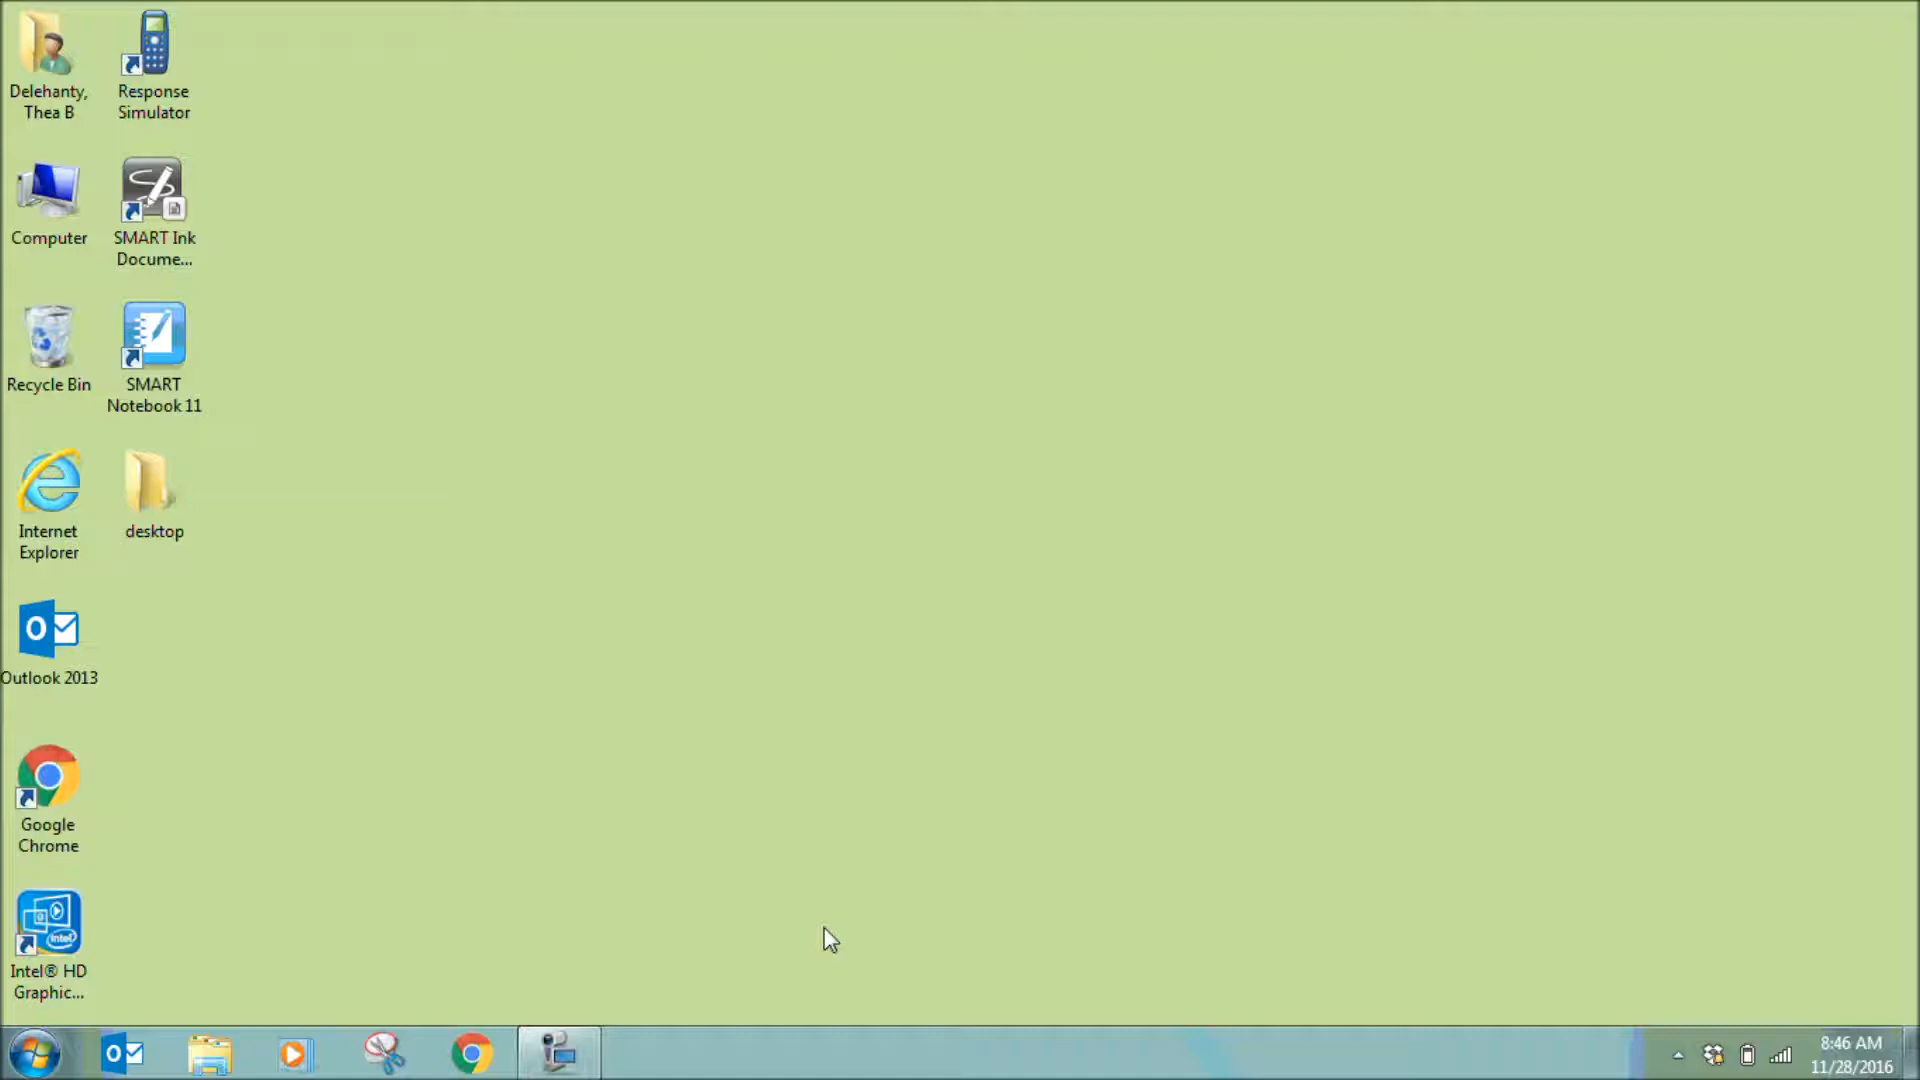 Delehanty,
Thea B
Response
Simulator
Computer
SMART Ink
Docume...
Recycle Bin
SMART
Notebook 11
Internet
Explorer
desktop
Outlook 2013
Google
Chrome
intel
Intel® HD
Graphic...
8:46 AM
11/28/2016